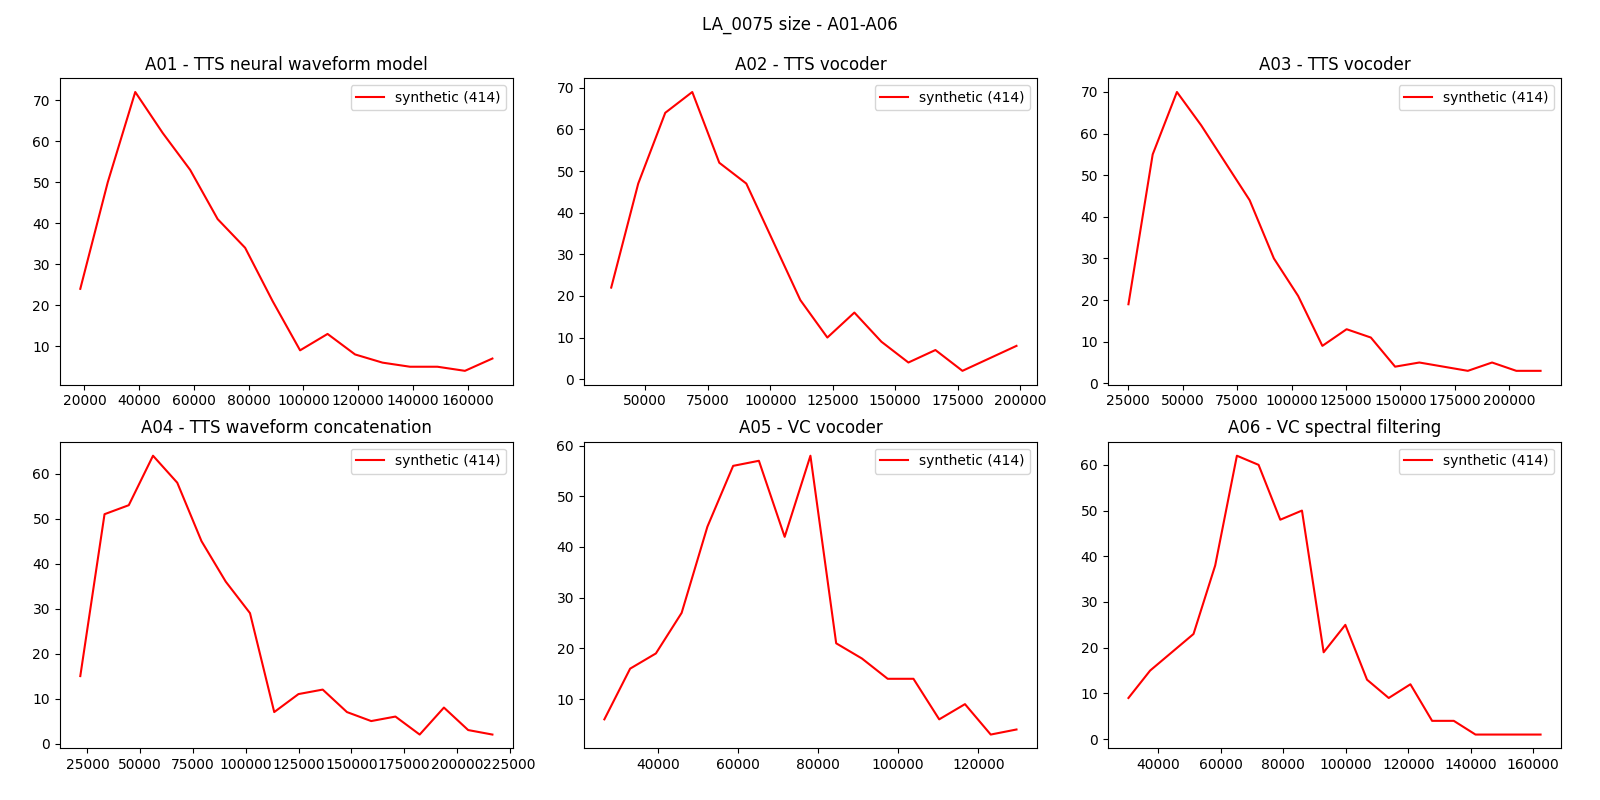 LA_0075 size - A01-A06
A01 - TTS neural waveform model
synthetic (414)
70
60
50
40
30
20
10
20000 40000 60000 80000 100000 120000 140000 160000
A02 - TTS vocoder
synthetic (414)
70
60
50
40
30
20
10
0
50000 75000 100000 125000 150000 175000 200000
A03 - TTS vocoder
synthetic (414)
70
60
50
40
30
20
10
0
25000 50000 75000 100000 125000 150000 175000 200000
A04 - TTS waveform concatenation
synthetic (414)
60
50
40
30
20
10
0
25000 50000 75000 100000 125000 150000 175000 200000 225000
A05 - VC vocoder
synthetic (414)
60
50
40
30
20
10
40000 60000 80000 100000 120000
A06 - VC spectral filtering
synthetic (414)
60
50
40
30
20
10
0
40000 60000 80000 100000 120000 140000 160000